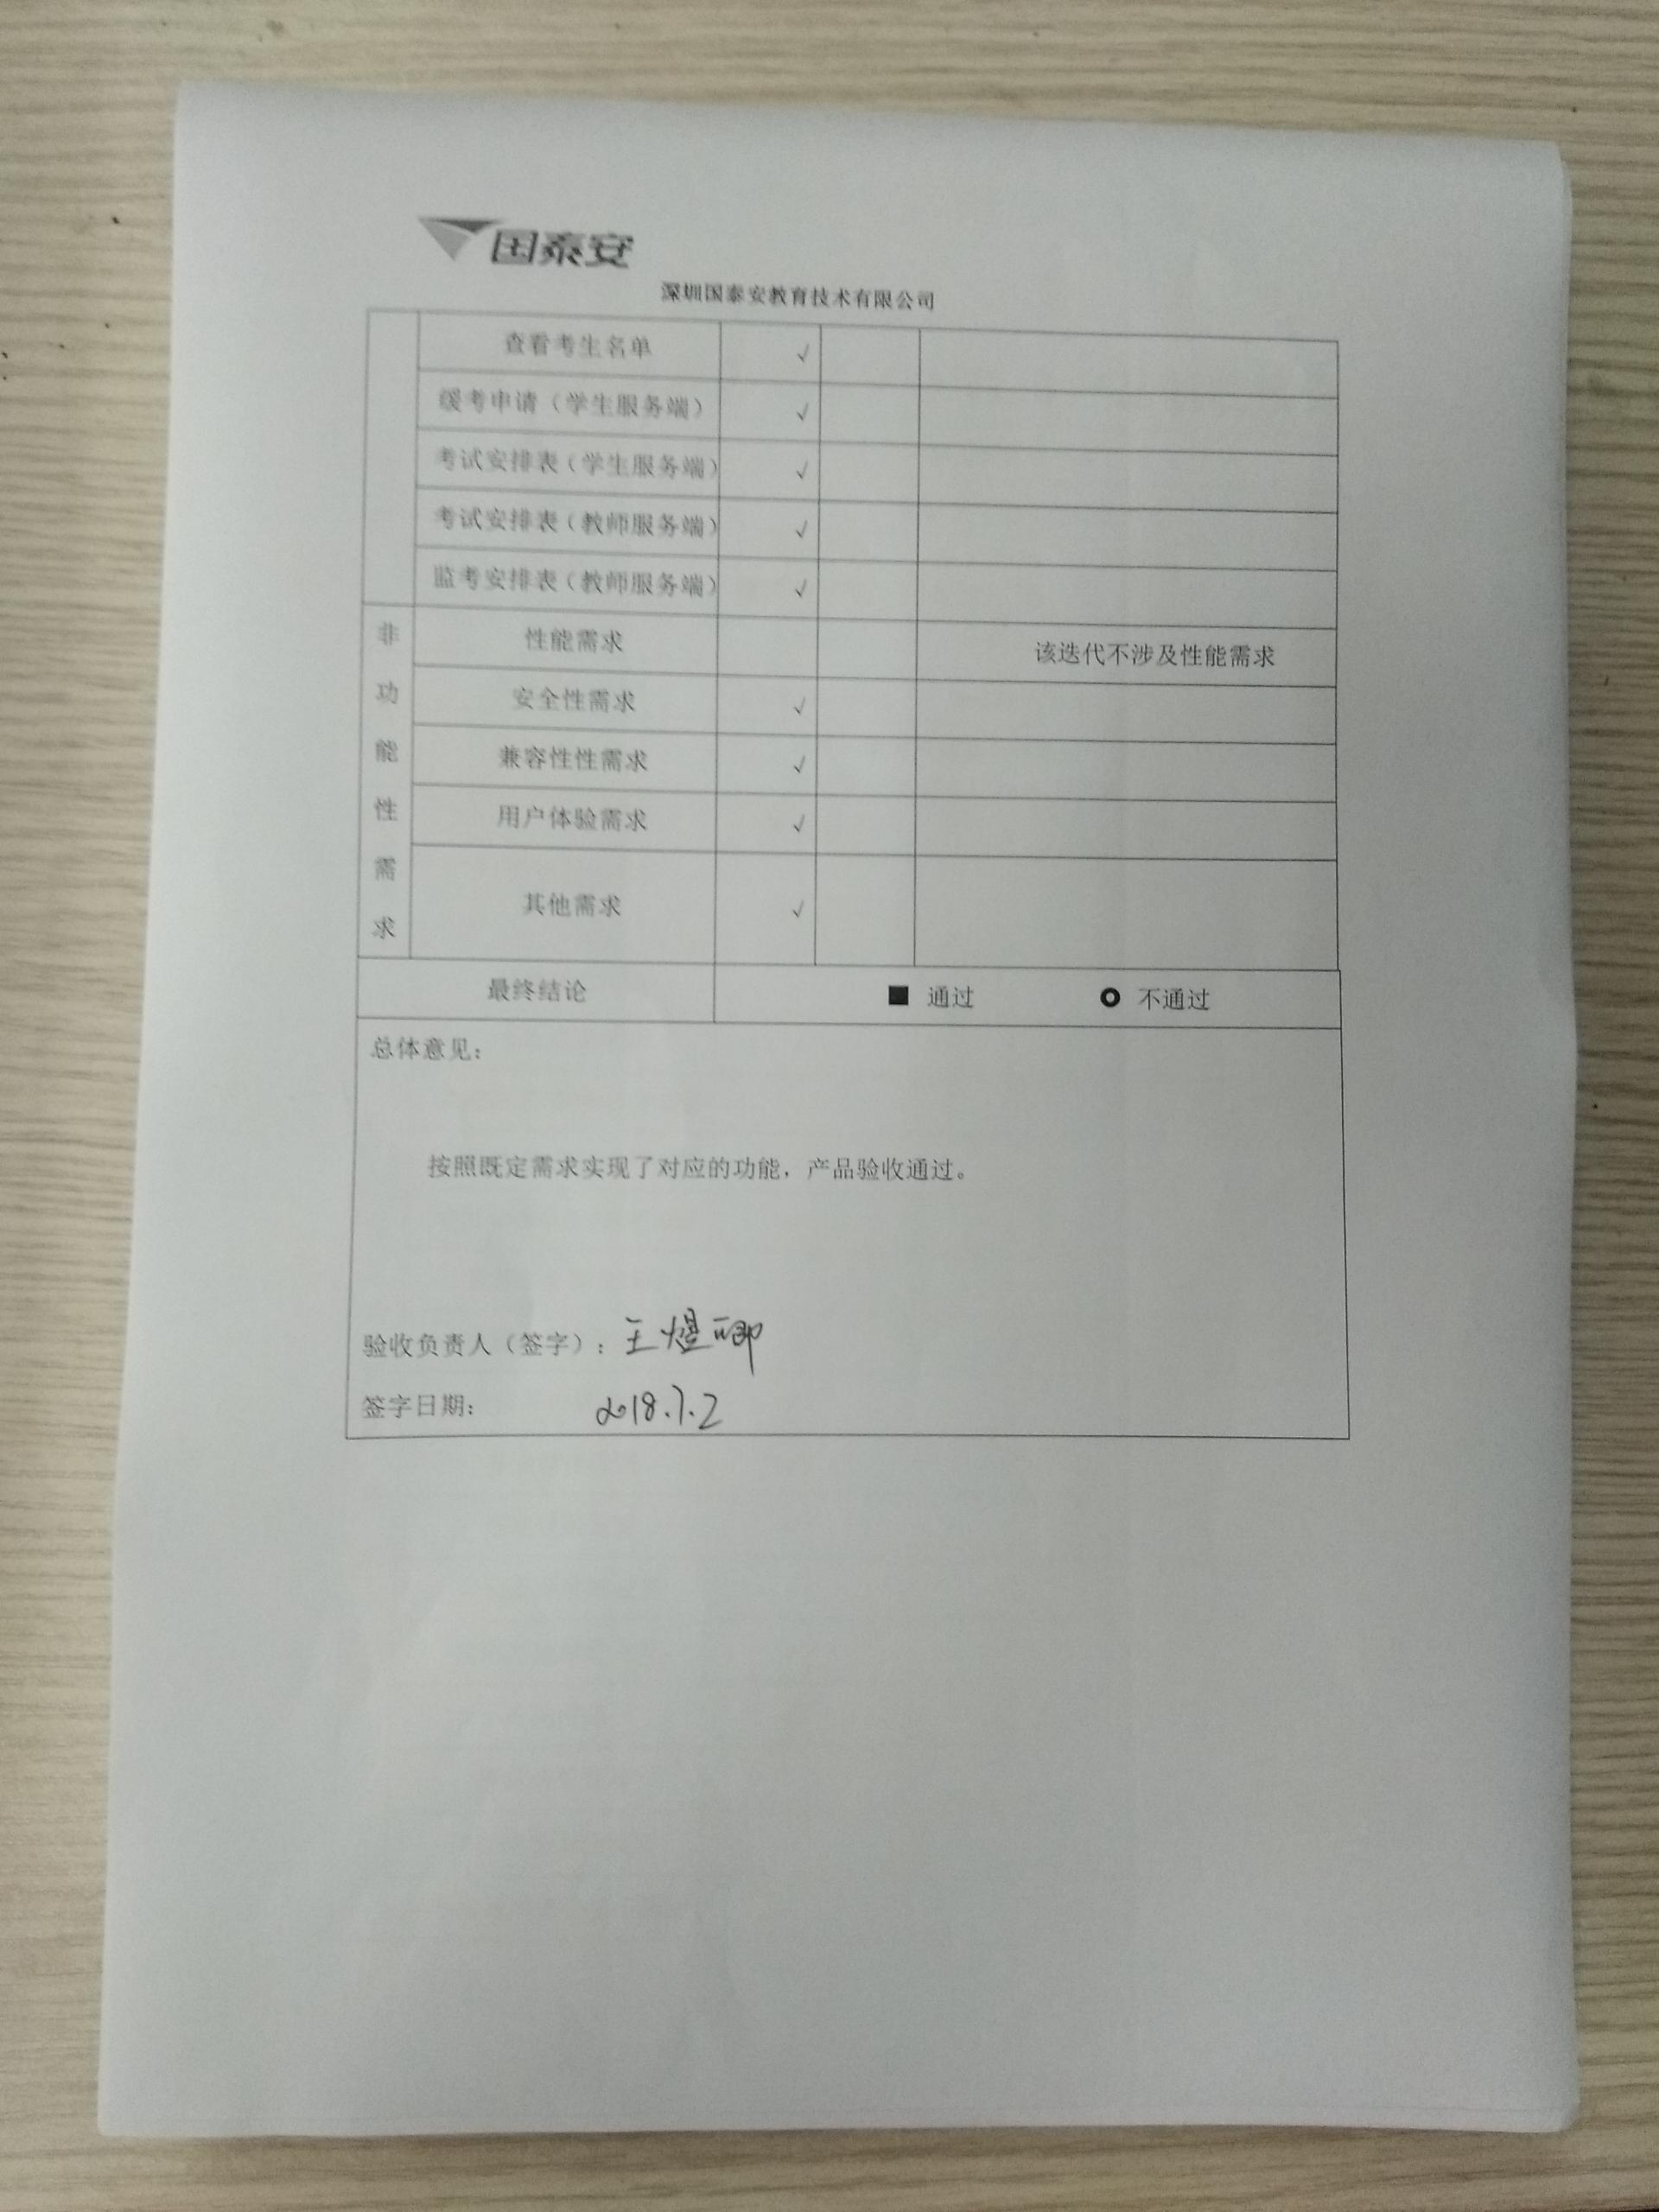 国泰安
深圳国泰安教育技术有限公司
查看考生名单 √
缓考申请（学生服务端） √
考试安排表（学生服务端） √
考试安排表（教师服务端） √
监考安排表（教师服务端） √
非功能性需求
性能需求 该迭代不涉及性能需求
安全性需求 √
兼容性性需求 √
用户体验需求 √
其他需求 √
最终结论 ■ 通过 不通过
总体意见：
按照既定需求实现了对应的功能，产品验收通过。
验收负责人（签字）：王煜
签字日期： 2018.7.2